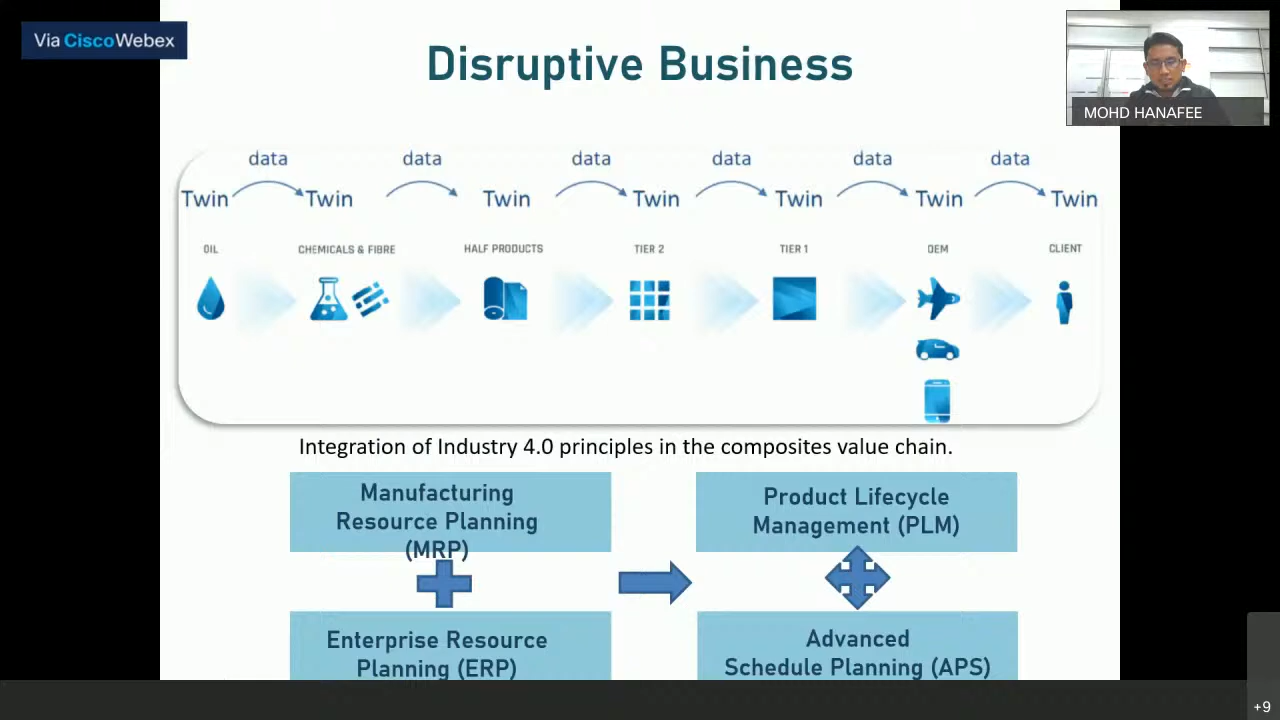 Via CiscoWebex
Disruptive Business
MOHD HANAFEE
data data data data data data
Twin Twin Twin Twin Twin Twin Twin
OIL CHEMICALS & FIBRE HALF PRODUCTS TIER 2 TIER 1 OEM CLIENT
Integration of Industry 4.0 principles in the composites value chain.
Manufacturing
Resource Planning
(MRP)
Product Lifecycle
Management (PLM)
Enterprise Resource
Planning (ERP)
Advanced
Schedule Planning (APS)
+9